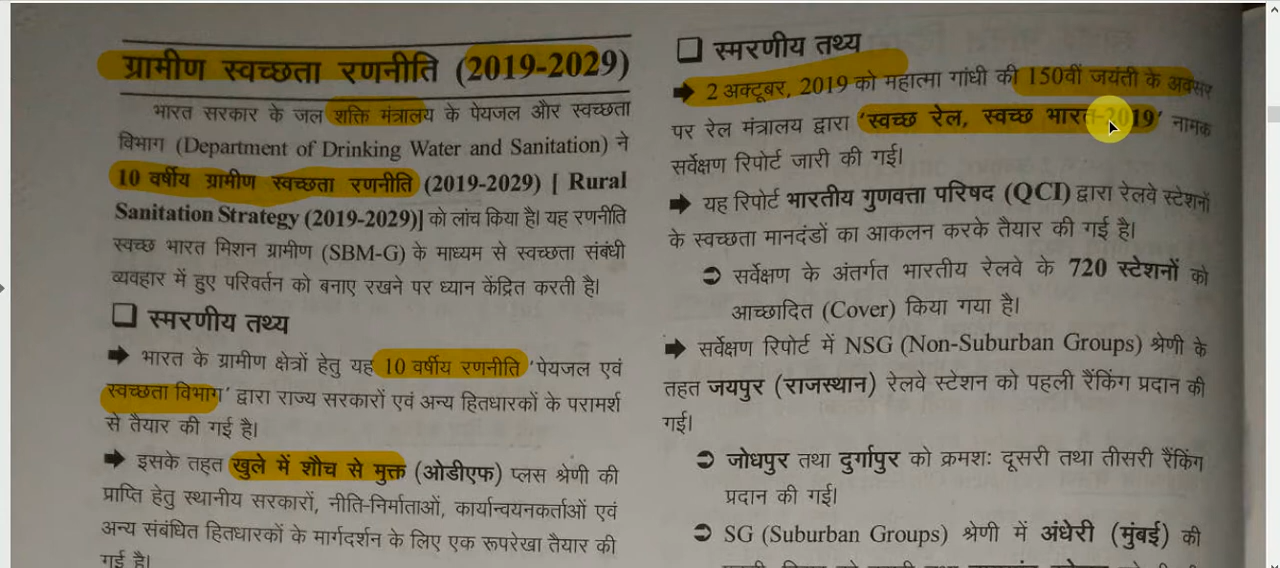 ग्रामीण स्वच्छता रणनीति (2019-2029)
भारत सरकार के जल शक्ति मंत्रालय के पेयजल और स्वच्छता
विभाग (Department of Drinking Water and Sanitation) ने
10 वर्षीय ग्रामीण स्वच्छता रणनीति (2019-2029) [ Rural
Sanitation Strategy (2019-2029)] को लांच किया है। यह रणनीति
स्वच्छ भारत मिशन ग्रामीण (SBM-G) के माध्यम से स्वच्छता संबंधी
व्यवहार में हुए परिवर्तन को बनाए रखने पर ध्यान केंद्रित करती है।
स्मरणीय तथ्य
भारत के ग्रामीण क्षेत्रों हेतु यह 10 वर्षीय रणनीति 'पेयजल एवं
स्वच्छता विभाग' द्वारा राज्य सरकारों एवं अन्य हितधारकों के परामर्श
से तैयार की गई है।
इसके तहत खुले में शौच से मुक्त (ओडीएफ) प्लस श्रेणी की
प्राप्ति हेतु स्थानीय सरकारों, नीति-निर्माताओं, कार्यान्वयनकर्ताओं एवं
अन्य संबंधित हितधारकों के मार्गदर्शन के लिए एक रूपरेखा तैयार की
गई है।
स्मरणीय तथ्य
2 अक्टूबर, 2019 को महात्मा गांधी की 150वीं जयंती के अवसर
पर रेल मंत्रालय द्वारा 'स्वच्छ रेल, स्वच्छ भारत-2019' नामक
सर्वेक्षण रिपोर्ट जारी की गई।
यह रिपोर्ट भारतीय गुणवत्ता परिषद (QCI) द्वारा रेलवे स्टेशनों
के स्वच्छता मानदंडों का आकलन करके तैयार की गई है।
सर्वेक्षण के अंतर्गत भारतीय रेलवे के 720 स्टेशनों को
आच्छादित (Cover) किया गया है।
सर्वेक्षण रिपोर्ट में NSG (Non-Suburban Groups) श्रेणी के
तहत जयपुर (राजस्थान) रेलवे स्टेशन को पहली रैंकिंग प्रदान की
गई।
जोधपुर तथा दुर्गापुर को क्रमशः दूसरी तथा तीसरी रैंकिंग
प्रदान की गई।
SG (Suburban Groups) श्रेणी में अंधेरी (मुंबई) की